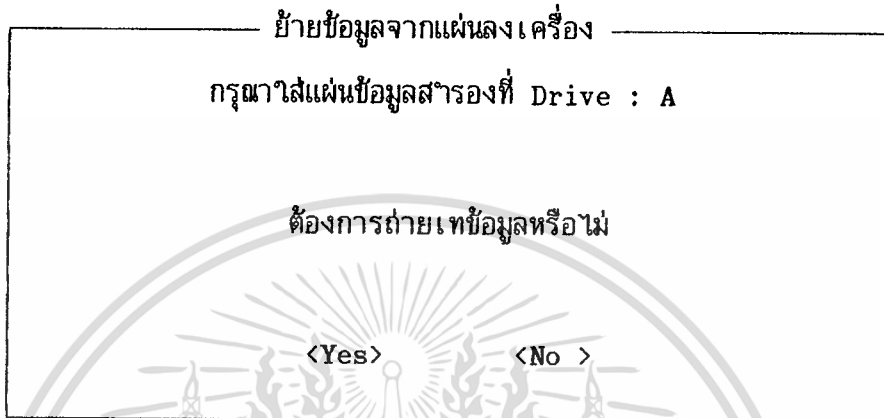 ย้ายข้อมูลจากแผ่นลงเครื่อง
กรุณาใส่แผ่นข้อมูลสำรองที่ Drive : A
ต้องการถ่ายเทข้อมูลหรือไม่
<Yes> <No >